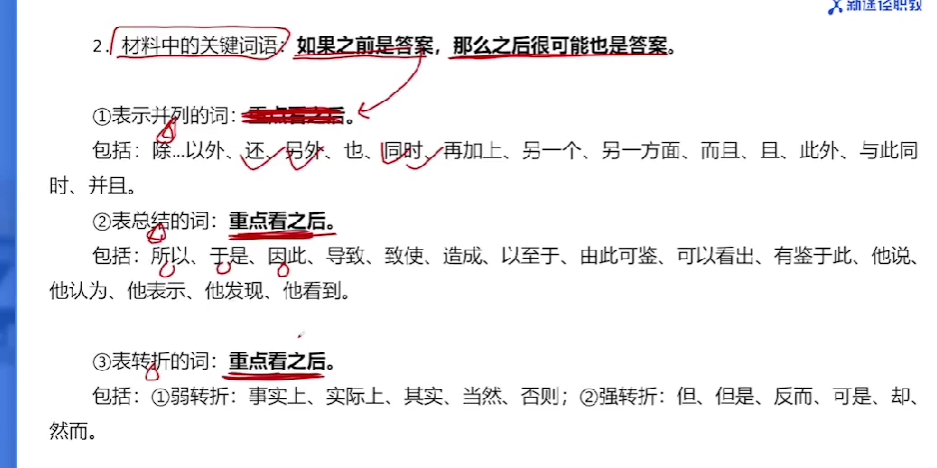 新途径职教
2. 材料中的关键词语：如果之前是答案，那么之后很可能也是答案。
①表示并列的词：重点看之后。
包括：除...以外、还、另外、也、同时、再加上、另一个、另一方面、而且、且、此外、与此同
时、并且。
②表总结的词：重点看之后。
包括：所以、于是、因此、导致、致使、造成、以至于、由此可鉴、可以看出、有鉴于此、他说、
他认为、他表示、他发现、他看到。
③表转折的词：重点看之后。
包括：①弱转折：事实上、实际上、其实、当然、否则；②强转折：但、但是、反而、可是、却、
然而。